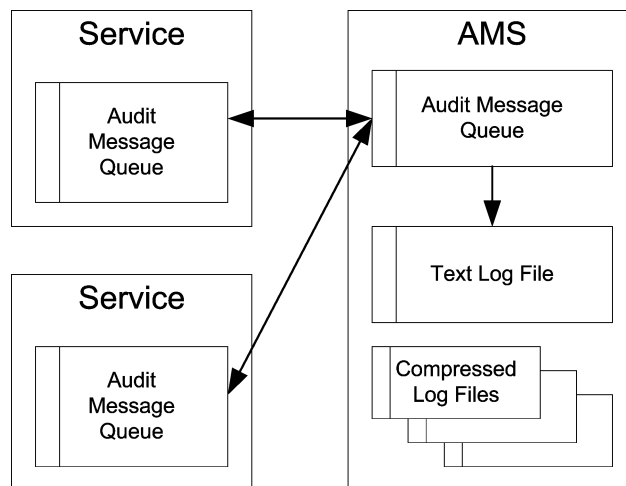 Service
Audit
Message
Queue
Service
Audit
Message
Queue
AMS
Audit Message
Queue
Text Log File
Compressed
Log Files